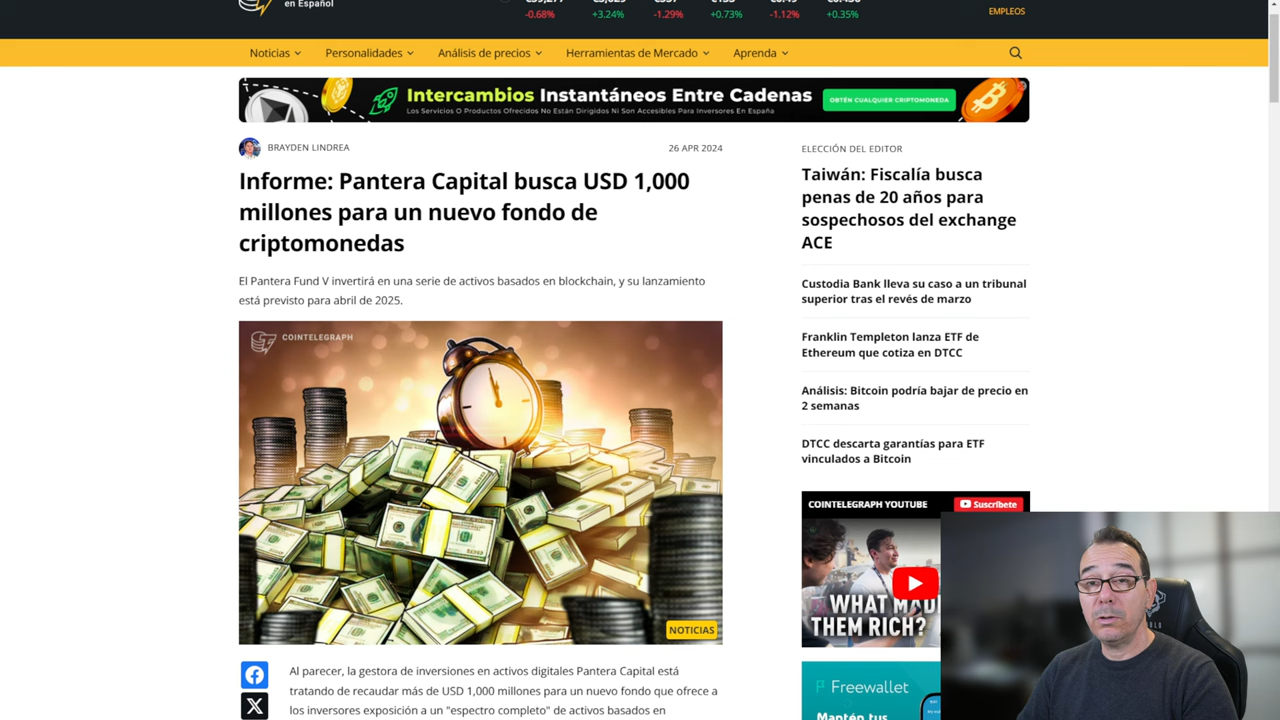 en Español
-0.68%
+3.24%
-1.29%
+0.73%
-1.12%
+0.35%
EMPLEOS
Noticias
Personalidades
Análisis de precios
Herramientas de Mercado
Aprenda
Intercambios Instantáneos Entre Cadenas
Los Servicios O Productos Ofrecidos No Están Dirigidos Ni Son Accesibles Para Inversores En España
OBTÉN CUALQUIER CRIPTOMONEDA
BRAYDEN LINDREA
26 APR 2024
Informe: Pantera Capital busca USD 1,000
millones para un nuevo fondo de
criptomonedas
El Pantera Fund V invertirá en una serie de activos basados en blockchain, y su lanzamiento
está previsto para abril de 2025.
COINTELEGRAPH
NOTICIAS
Al parecer, la gestora de inversiones en activos digitales Pantera Capital está
tratando de recaudar más de USD 1,000 millones para un nuevo fondo que ofrece a
los inversores exposición a un "espectro completo" de activos basados en
ELECCIÓN DEL EDITOR
Taiwán: Fiscalía busca
penas de 20 años para
sospechosos del exchange
ACE
Custodia Bank lleva su caso a un tribunal
superior tras el revés de marzo
Franklin Templeton lanza ETF de
Ethereum que cotiza en DTCC
Análisis: Bitcoin podría bajar de precio en
2 semanas
DTCC descarta garantías para ETF
vinculados a Bitcoin
COINTELEGRAPH YOUTUBE
Suscríbete
WHAT MAD
THEM RICH?
Freewallet
Mantén tus